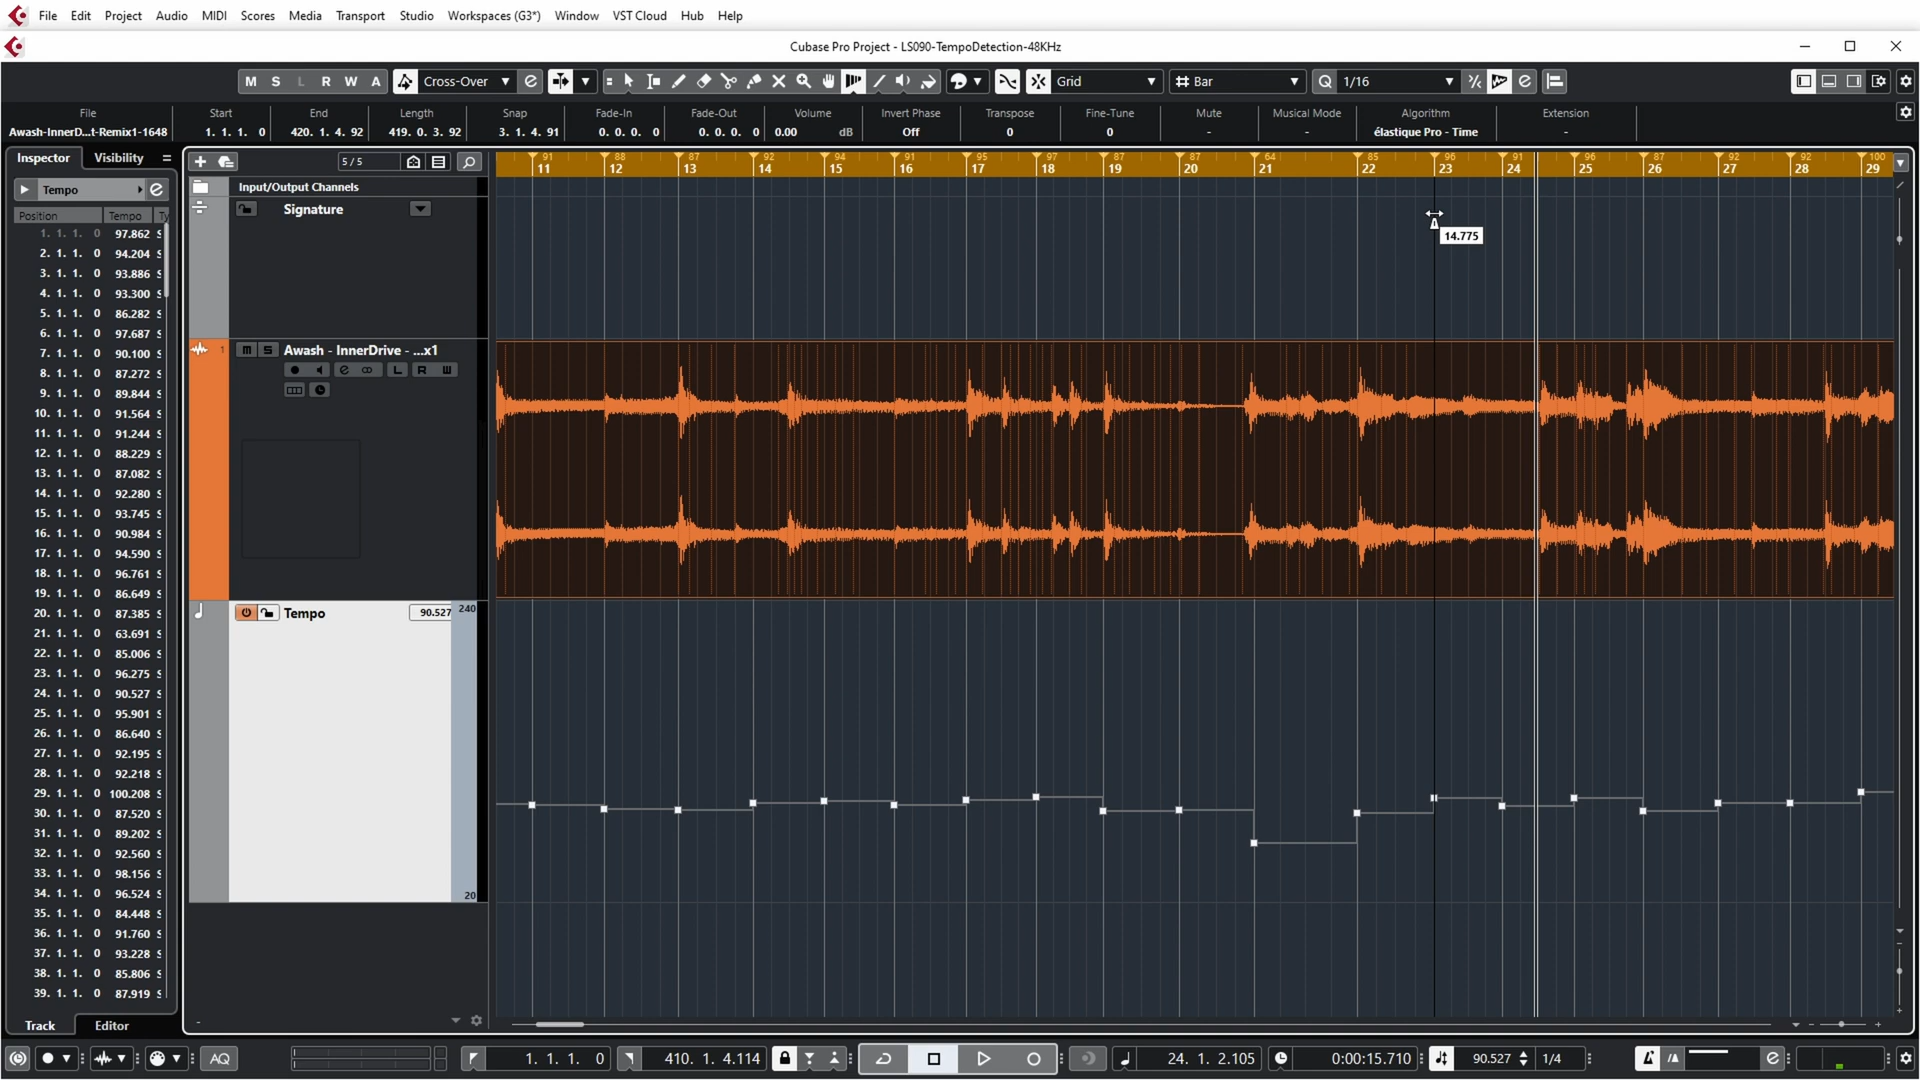 File Edit Project Audio MIDI Scores Media Transport Studio Workspaces (G3*) Window VST Cloud Hub Help
Cubase Pro Project - LS090-TempoDetection-48KHz
M S L R W A Cross-Over Grid Bar Q 1/16
File Start End Length Snap Fade-In Fade-Out Volume Invert Phase Transpose Fine-Tune Mute Musical Mode Algorithm Extension
Awash-InnerD...t-Remix1-1648 1. 1. 1. 0 420. 1. 4. 92 419. 0. 3. 92 3. 1. 4. 91 0. 0. 0. 0 0. 0. 0. 0 0.00 dB Off 0 0 - - élastique Pro - Time -
Inspector Visibility
5 / 5
91 88 87 92 94 91 95 97 87 87 64 85 96 91 96 87 92 92 100
11 12 13 14 15 16 17 18 19 20 21 22 23 24 25 26 27 28 29
Tempo
Input/Output Channels
Signature
14.775
Position Tempo Ty
1. 1. 1. 0 97.862 S
2. 1. 1. 0 94.204 S
3. 1. 1. 0 93.886 S
4. 1. 1. 0 93.300 S
5. 1. 1. 0 86.282 S
6. 1. 1. 0 97.687 S
7. 1. 1. 0 90.100 S
8. 1. 1. 0 87.272 S
9. 1. 1. 0 89.844 S
10. 1. 1. 0 91.564 S
11. 1. 1. 0 91.244 S
12. 1. 1. 0 88.229 S
13. 1. 1. 0 87.082 S
14. 1. 1. 0 92.280 S
15. 1. 1. 0 93.745 S
16. 1. 1. 0 90.984 S
17. 1. 1. 0 94.590 S
18. 1. 1. 0 96.761 S
19. 1. 1. 0 86.649 S
20. 1. 1. 0 87.385 S
21. 1. 1. 0 63.691 S
22. 1. 1. 0 85.006 S
23. 1. 1. 0 96.275 S
24. 1. 1. 0 90.527 S
25. 1. 1. 0 95.901 S
26. 1. 1. 0 86.640 S
27. 1. 1. 0 92.195 S
28. 1. 1. 0 92.218 S
29. 1. 1. 0 100.208 S
30. 1. 1. 0 87.520 S
31. 1. 1. 0 89.202 S
32. 1. 1. 0 92.560 S
33. 1. 1. 0 98.156 S
34. 1. 1. 0 96.524 S
35. 1. 1. 0 84.448 S
36. 1. 1. 0 91.760 S
37. 1. 1. 0 93.228 S
38. 1. 1. 0 85.806 S
39. 1. 1. 0 87.919 S
1 m S Awash - InnerDrive - ...x1
e L R W
Tempo 90.527 240
20
Track Editor
AQ 1. 1. 1. 0 410. 1. 4.114 24. 1. 2.105 0:00:15.710 90.527 1/4